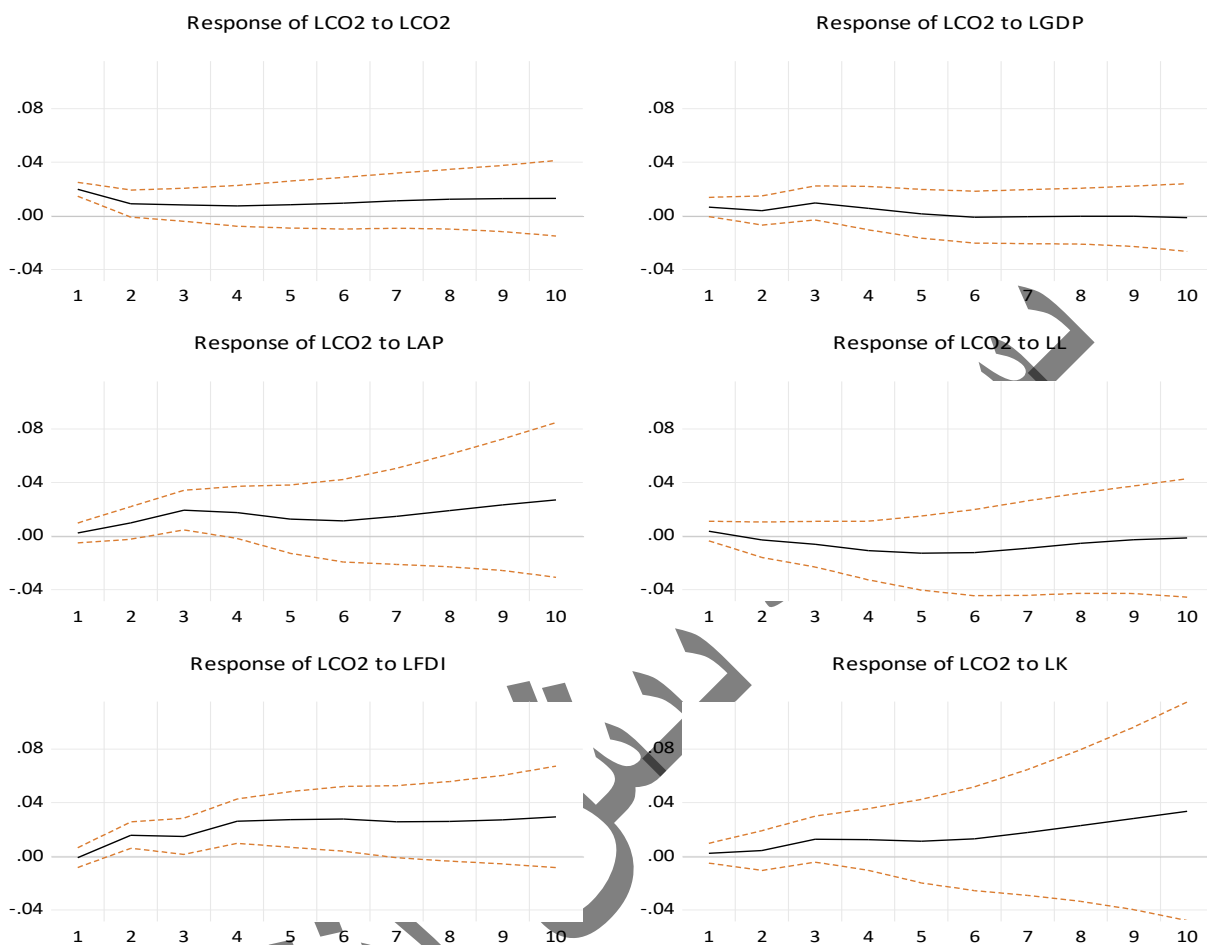 Response of LCO2 to LCO2
Response of LCO2 to LGDP
.08
.04
.00
-.04
1 2 3 4 5 6 7 8 9 10
.08
.04
.00
-.04
1 2 3 4 5 6 7 8 9 10
Response of LCO2 to LAP
Response of LCO2 to LL
.08
.04
.00
-.04
1 2 3 4 5 6 7 8 9 10
.08
.04
.00
-.04
1 2 3 4 5 6 7 8 9 10
Response of LCO2 to LFDI
Response of LCO2 to LK
.08
.04
.00
-.04
1 2 3 4 5 6 7 8 9 10
.08
.04
.00
-.04
1 2 3 4 5 6 7 8 9 10